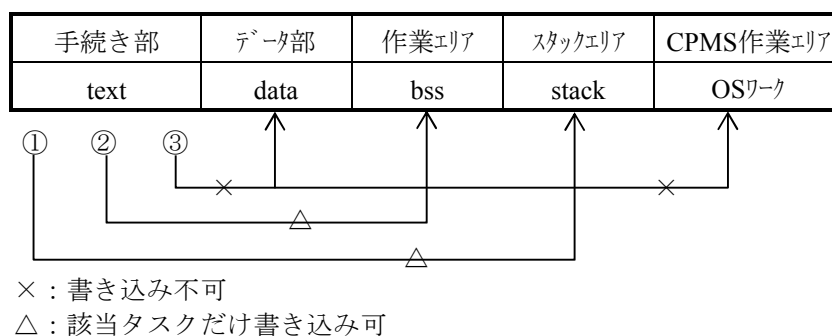 手続き部 ﾃﾞｰﾀ部 作業ｴﾘｱ ｽﾀｯｸｴﾘｱ CPMS作業ｴﾘｱ
text data bss stack OSﾜｰｸ
① ② ③
× ×
△
△
×：書き込み不可
△：該当タスクだけ書き込み可